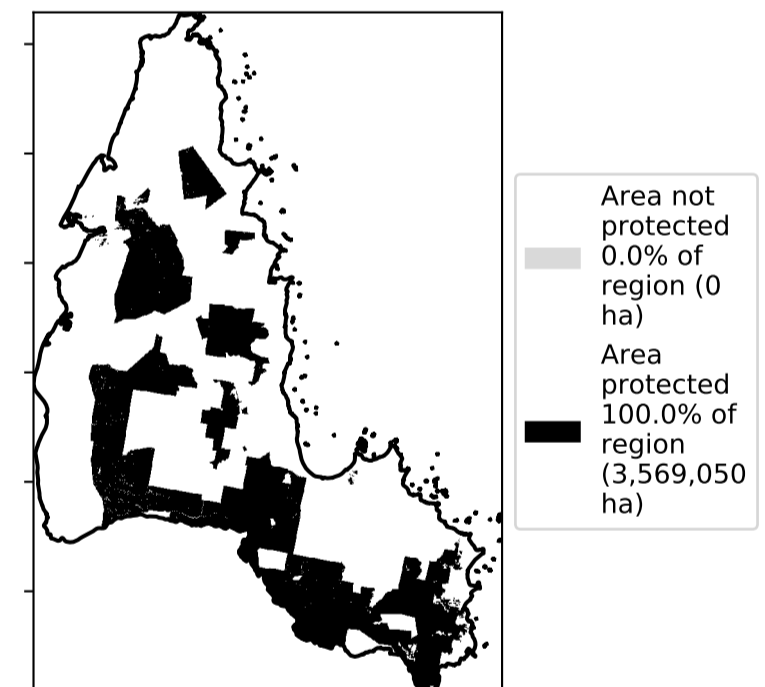 Area not
protected
0.0% of
region (0
ha)
Area
protected
100.0% of
region
(3,569,050
ha)